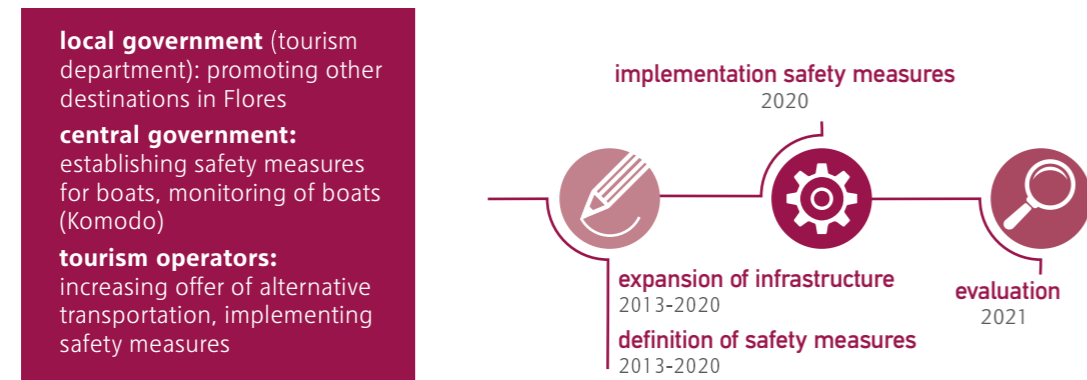 local government (tourism
department): promoting other
destinations in Flores
central government:
establishing safety measures
for boats, monitoring of boats
(Komodo)
tourism operators:
increasing offer of alternative
transportation, implementing
safety measures
implementation safety measures
2020
expansion of infrastructure
2013-2020
definition of safety measures
2013-2020
evaluation
2021